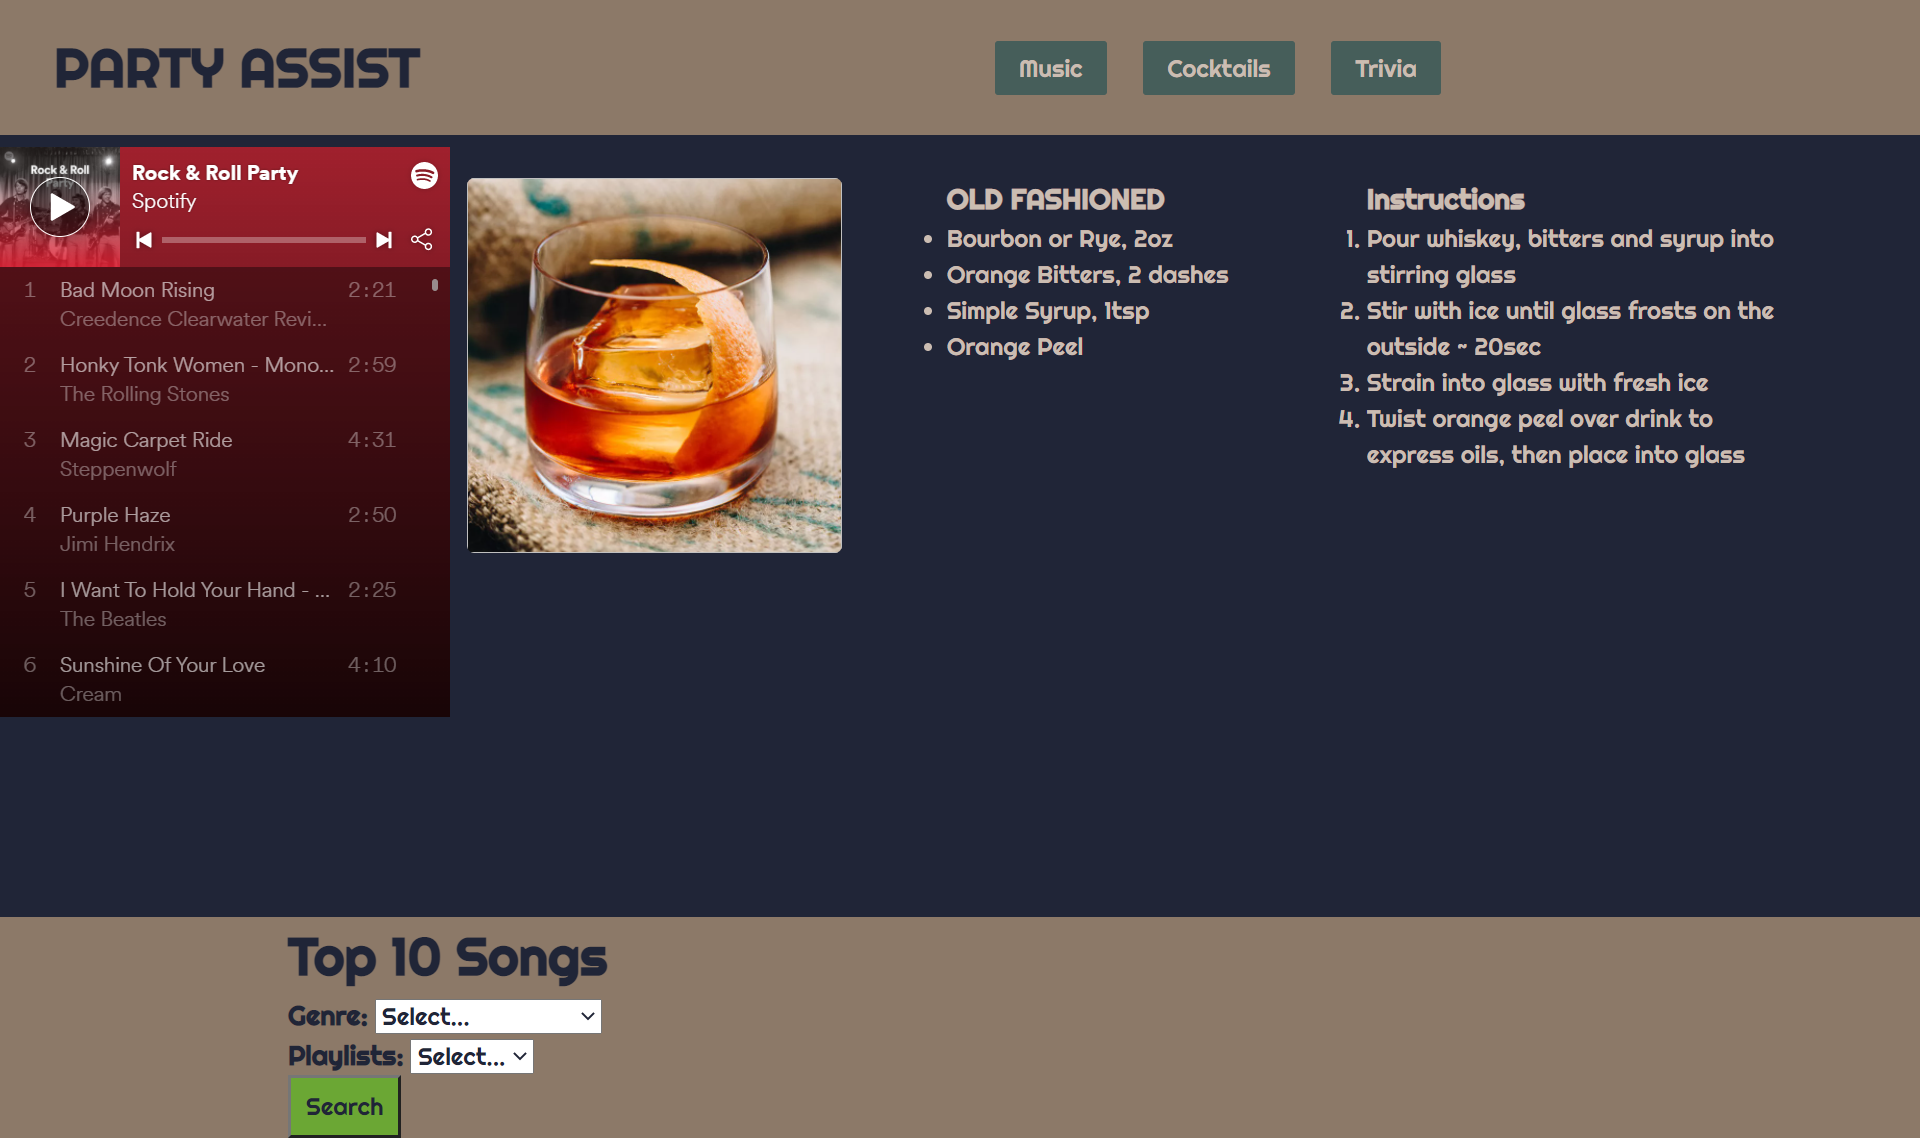 PARTY ASSIST
Music
Cocktails
Trivia
Rock & Roll
Party
Rock & Roll Party
Spotify
1 Bad Moon Rising 2:21
Creedence Clearwater Revi...
2 Honky Tonk Women - Mono... 2:59
The Rolling Stones
3 Magic Carpet Ride 4:31
Steppenwolf
4 Purple Haze 2:50
Jimi Hendrix
5 I Want To Hold Your Hand - ... 2:25
The Beatles
6 Sunshine Of Your Love 4:10
Cream
OLD FASHIONED
• Bourbon or Rye, 2oz
• Orange Bitters, 2 dashes
• Simple Syrup, 1tsp
• Orange Peel
Instructions
1. Pour whiskey, bitters and syrup into
stirring glass
2. Stir with ice until glass frosts on the
outside ~ 20sec
3. Strain into glass with fresh ice
4. Twist orange peel over drink to
express oils, then place into glass
Top 10 Songs
Genre: Select...
Playlists: Select...
Search